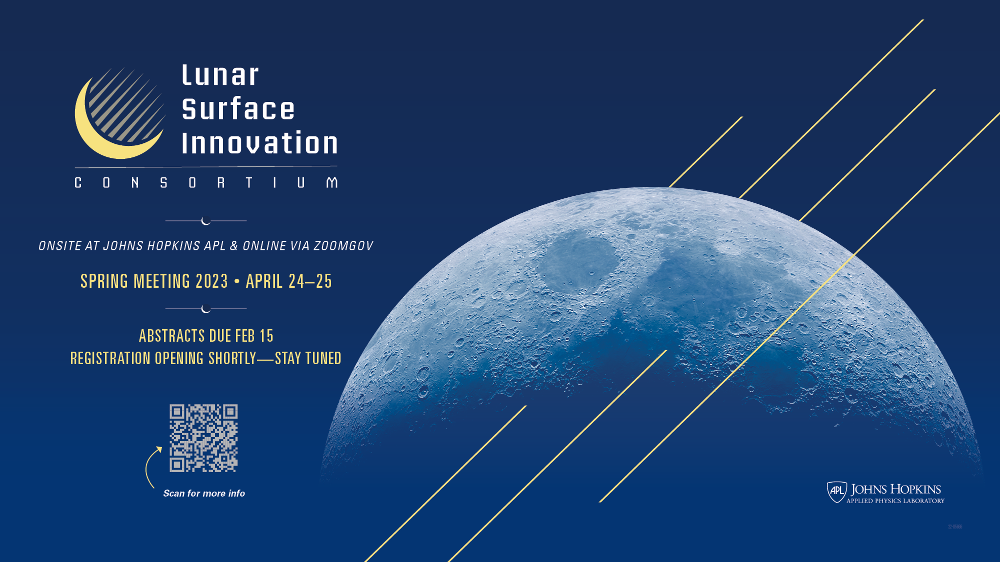 Lunar
Surface
Innovation
CONSORTIUM
ONSITE AT JOHNS HOPKINS APL & ONLINE VIA ZOOMGOV
SPRING MEETING 2023 • APRIL 24–25
ABSTRACTS DUE FEB 15
REGISTRATION OPENING SHORTLY—STAY TUNED
Scan for more info
APL JOHNS HOPKINS
APPLIED PHYSICS LABORATORY